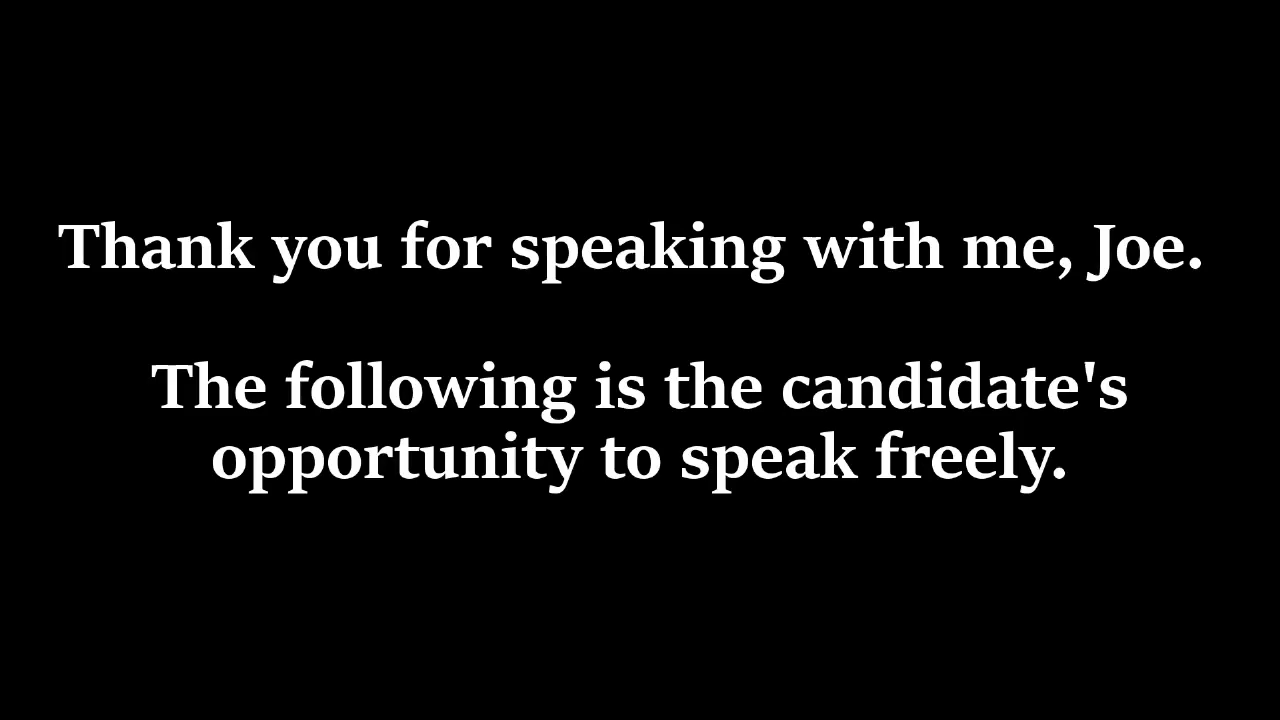 Thank you for speaking with me, Joe.
The following is the candidate's
opportunity to speak freely.